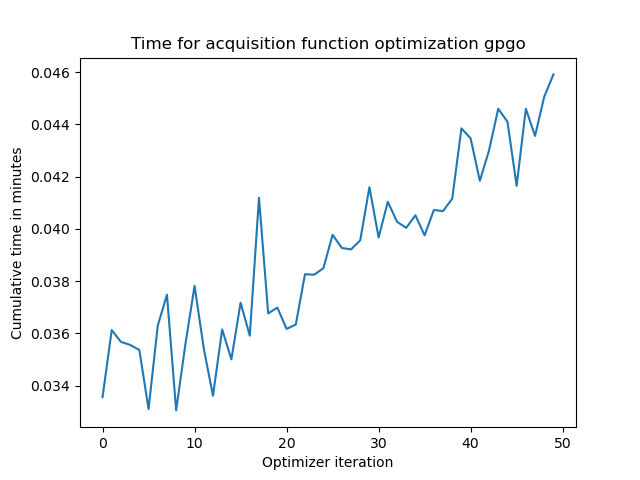 Time for acquisition function optimization gpgo
0.046
0.044
0.042
0.040
0.038
0.036
0.034
Cumulative time in minutes
0 10 20 30 40 50
Optimizer iteration